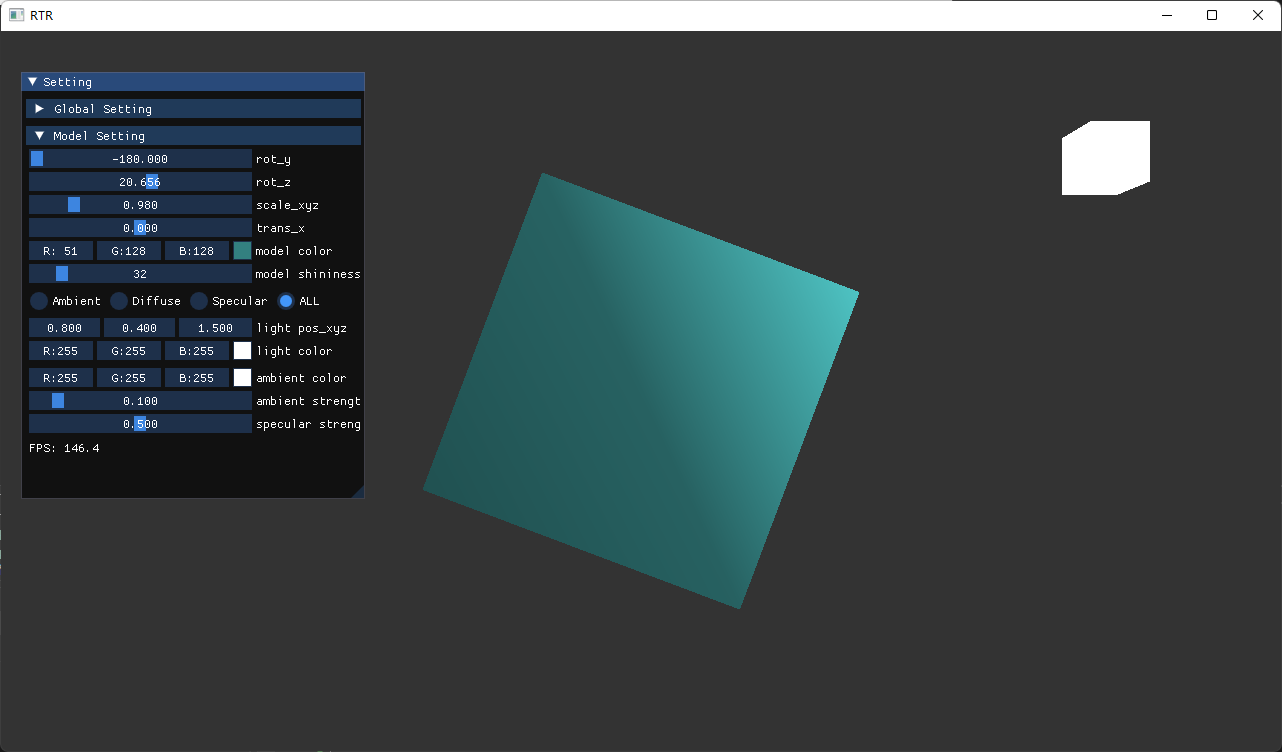 RTR
Setting
Global Setting
Model Setting
-180.000 rot_y
20.656 rot_z
0.980 scale_xyz
0.000 trans_x
R: 51 G:128 B:128 model color
32 model shininess
Ambient Diffuse Specular ALL
0.800 0.400 1.500 light pos_xyz
R:255 G:255 B:255 light color
R:255 G:255 B:255 ambient color
0.100 ambient strengt
0.500 specular streng
FPS: 146.4